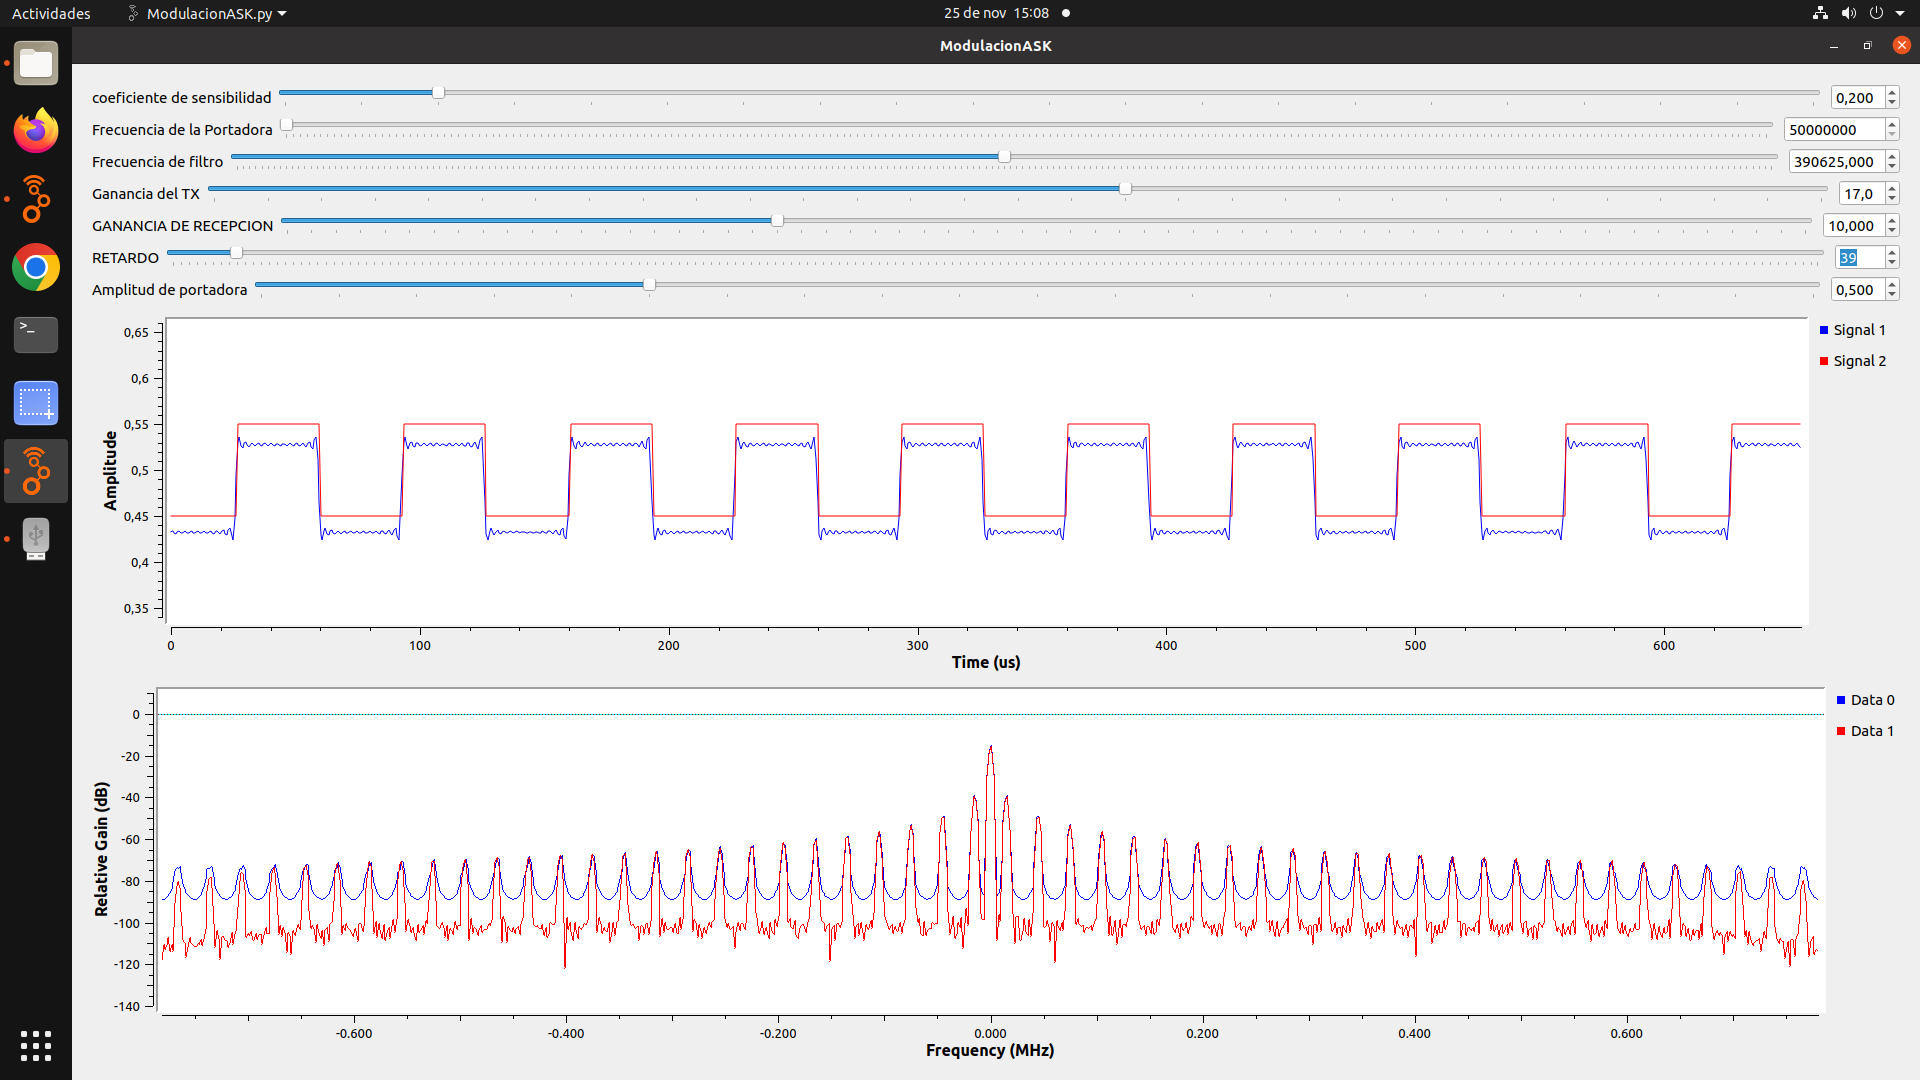 Actividades ModulacionASK.py 25 de nov 15:08
ModulacionASK
coeficiente de sensibilidad 0,200
Frecuencia de la Portadora 50000000
Frecuencia de filtro 390625,000
Ganancia del TX 17,0
GANANCIA DE RECEPCION 10,000
RETARDO 39
Amplitud de portadora 0,500
Amplitude
0,65
0,6
0,55
0,5
0,45
0,4
0,35
Signal 1
Signal 2
0 100 200 300 400 500 600
Time (us)
Relative Gain (dB)
0
-20
-40
-60
-80
-100
-120
-140
Data 0
Data 1
-0.600 -0.400 -0.200 0.000 0.200 0.400 0.600
Frequency (MHz)
>_